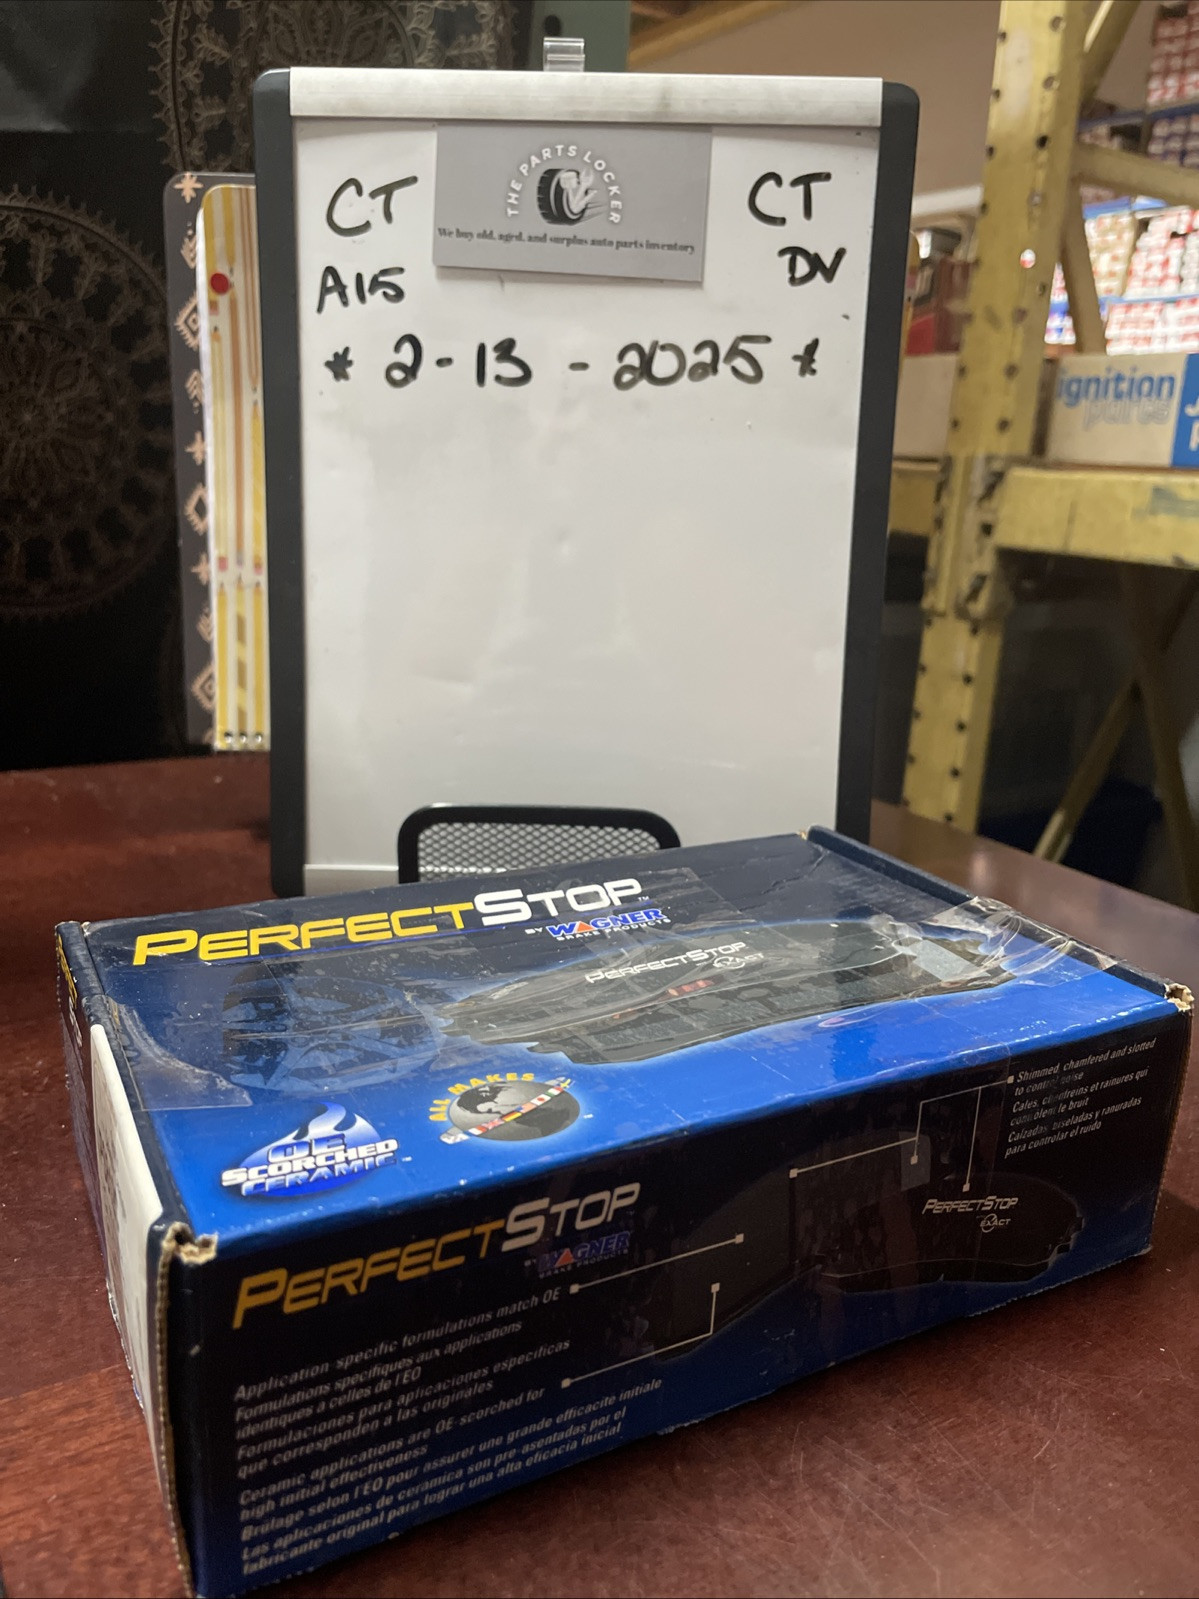 THE PARTS LOCKER
We buy old, aged, and surplus auto parts inventory
CT
CT
A15
DV
* 2-13-2025 *
ignition
parts
PERFECTSTOP™
BY WAGNER
BRAKE PRODUCTS
PERFECTSTOP
EXACT
ALL MAKES
OE
SCORCHED
CERAMIC™
PERFECTSTOP
BY WAGNER
BRAKE PRODUCTS
Shimmed, chamfered and slotted
to control noise
Cales, chanfreins et rainures qui
contrôlent le bruit
Calzadas, biseladas y ranuradas
para controlar el ruido
PERFECTSTOP
EXACT
Application-specific formulations match OE
Formulations spécifiques aux applications
identiques à celles de l'ÉO
Formulaciones para aplicaciones específicas
que corresponden a las originales
Ceramic applications are OE-scorched for
high initial effectiveness
Brûlage selon l'ÉO pour assurer une grande efficacité initiale
Las aplicaciones de cerámica son pre-asentadas por el
fabricante original para lograr una alta eficacia inicial